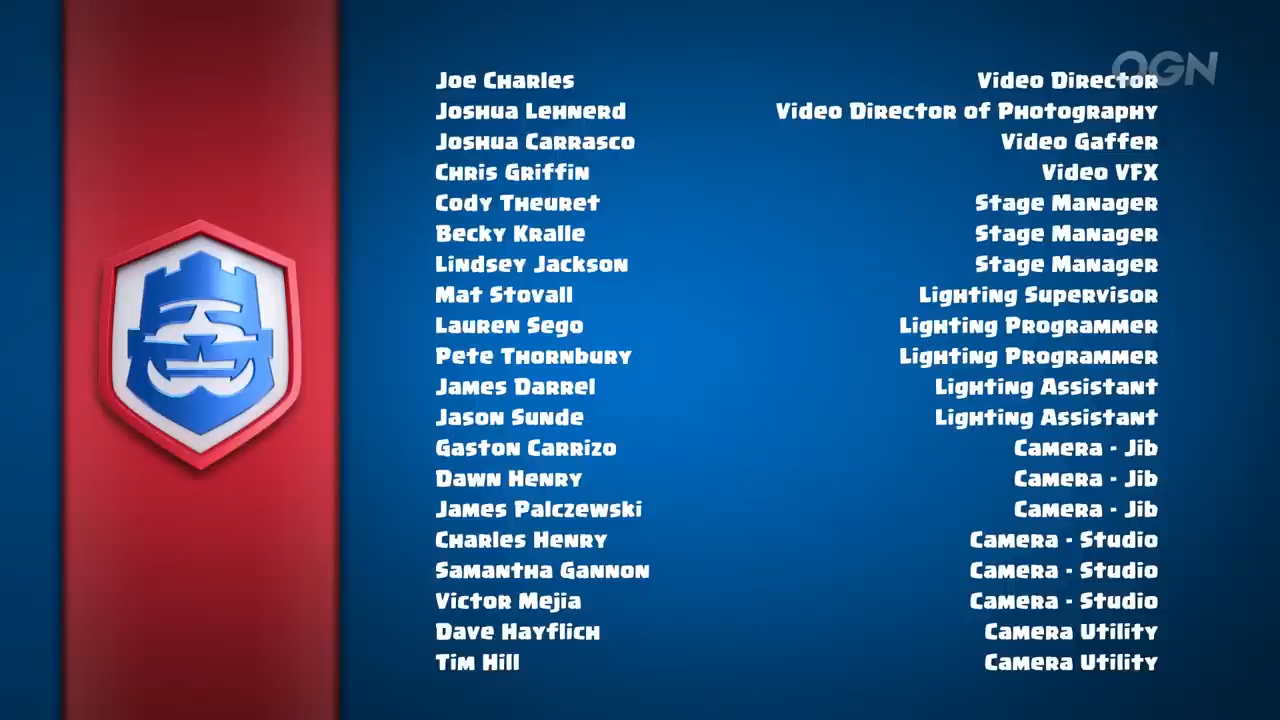 OGN
Joe Charles Video Director
Joshua Lehnerd Video Director of Photography
Joshua Carrasco Video Gaffer
Chris Griffin Video VFX
Cody Theuret Stage Manager
Becky Kralle Stage Manager
Lindsey Jackson Stage Manager
Mat Stovall Lighting Supervisor
Lauren Sego Lighting Programmer
Pete Thornbury Lighting Programmer
James Darrel Lighting Assistant
Jason Sunde Lighting Assistant
Gaston Carrizo Camera - Jib
Dawn Henry Camera - Jib
James Palczewski Camera - Jib
Charles Henry Camera - Studio
Samantha Gannon Camera - Studio
Victor Mejia Camera - Studio
Dave Hayflich Camera Utility
Tim Hill Camera Utility